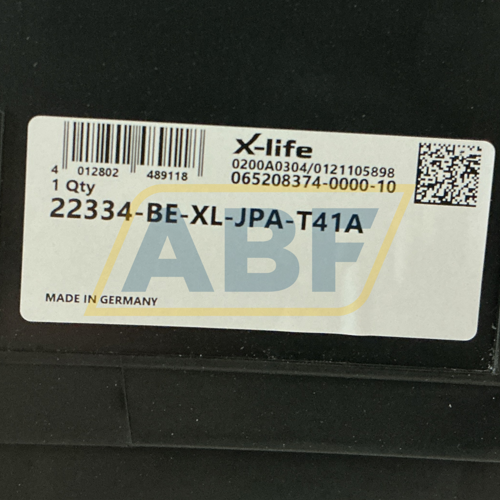 X-life
4 012802 489118
0200A0304/0121105898
1 Qty
065208374-0000-10
22334-BE-XL-JPA-T41A
ABF
MADE IN GERMANY